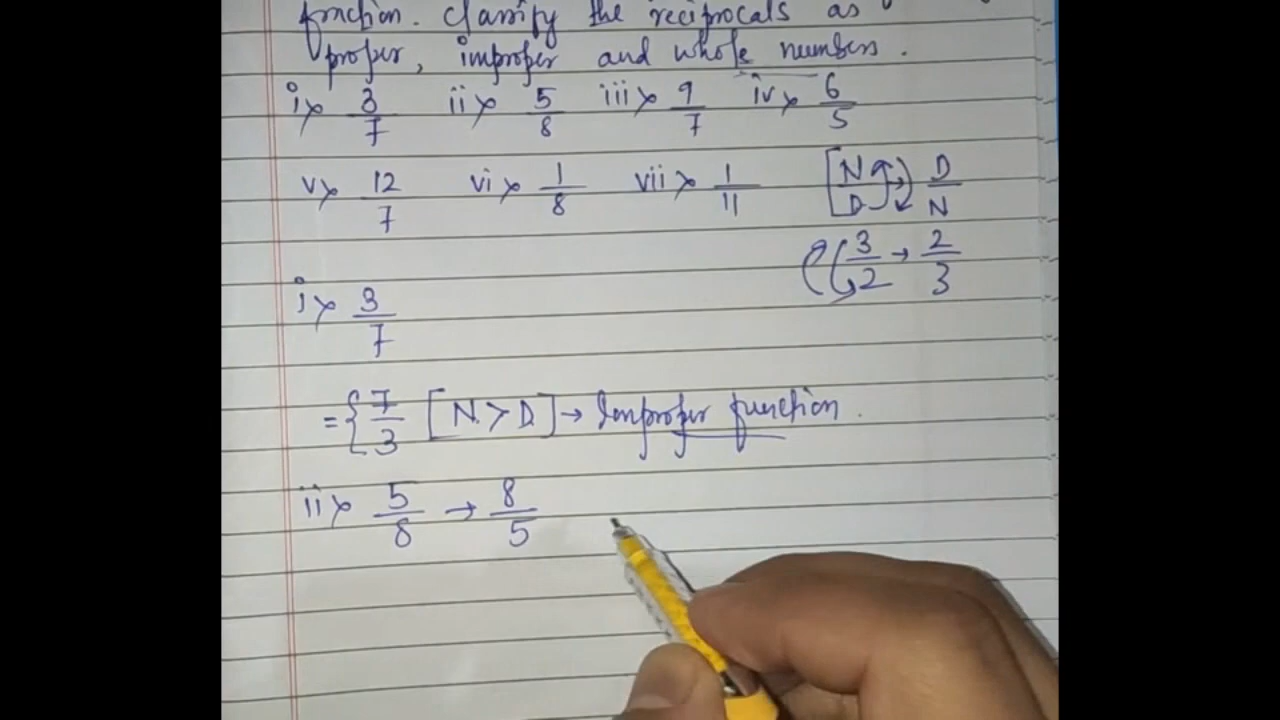 function. Classify the reciprocals as
proper, improper and whole numbers.
i> 3/7 ii> 5/8 iii> 9/7 iv> 6/5
v> 12/7 vi> 1/8 vii> 1/11 [N/D → D/N
(3/2 → 2/3
i> 3/7
= { 7/3 [N > D] → Improper function.
ii> 5/8 → 8/5